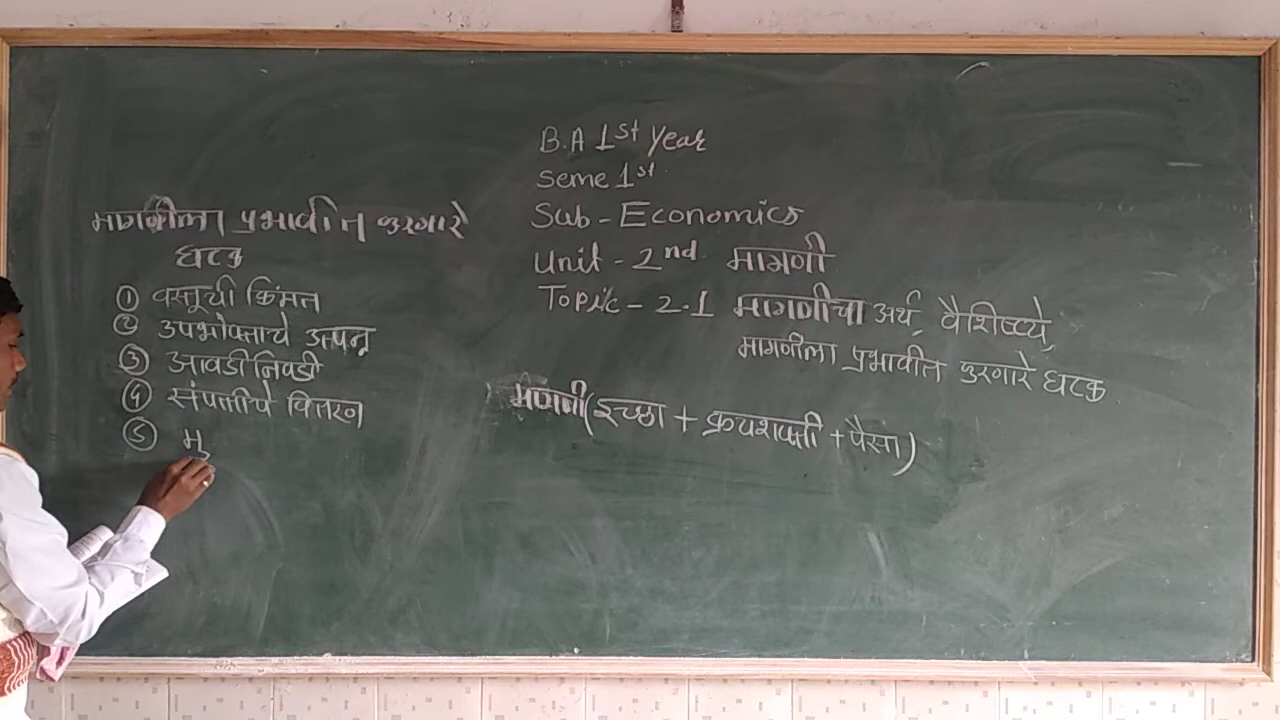 मागणीला प्रभावीत करणारे
घटक
① वस्तूची किंमत
② उपभोक्ताचे उत्पन्न
③ आवडीनिवडी
④ संपत्तीचे वितरण
⑤ मू
B.A 1st Year
Seme 1st
Sub - Economics
Unit - 2nd मागणी
Topic - 2.1 मागणीचा अर्थ, वैशिष्ट्ये,
मागणीला प्रभावीत करणारे घटक
मागणी (इच्छा + क्रयशक्ती + पैसा)